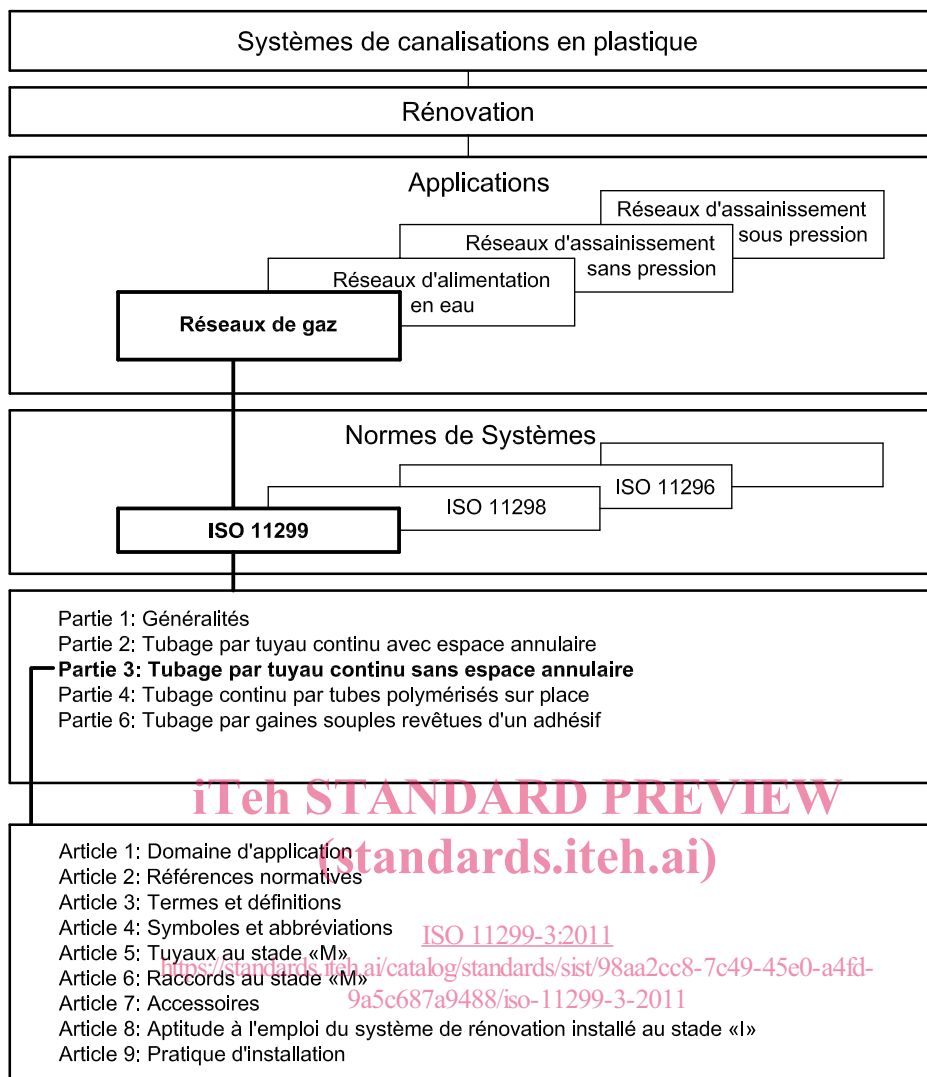 Systèmes de canalisations en plastique
Rénovation
Applications
Réseaux d'assainissement
sous pression
Réseaux d'assainissement
sans pression
Réseaux d'alimentation
en eau
Réseaux de gaz
Normes de Systèmes
ISO 11296
ISO 11298
ISO 11299
Partie 1: Généralités
Partie 2: Tubage par tuyau continu avec espace annulaire
Partie 3: Tubage par tuyau continu sans espace annulaire
Partie 4: Tubage continu par tubes polymérisés sur place
Partie 6: Tubage par gaines souples revêtues d'un adhésif
iTeh STANDARD PREVIEW
(standards.iteh.ai)
Article 1: Domaine d'application
Article 2: Références normatives
Article 3: Termes et définitions
Article 4: Symboles et abbréviations
ISO 11299-3:2011
Article 5: Tuyaux au stade «M»
https://standards.iteh.ai/catalog/standards/sist/98aa2cc8-7c49-45e0-a4fd-
Article 6: Raccords au stade «M»
9a5c687a9488/iso-11299-3-2011
Article 7: Accessoires
Article 8: Aptitude à l'emploi du système de rénovation installé au stade «I»
Article 9: Pratique d'installation